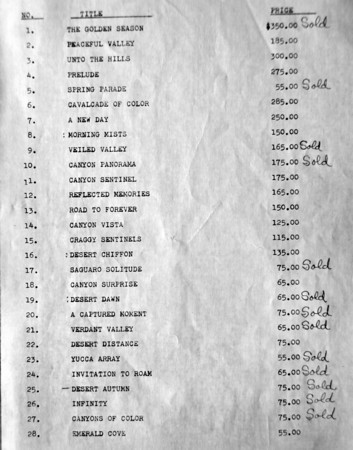 NO. TITLE PRICE
1. THE GOLDEN SEASON $350.00 Sold
2. PEACEFUL VALLEY 185.00
3. UNTO THE HILLS 300.00
4. PRELUDE 275.00
5. SPRING PARADE 55.00 Sold
6. CAVALCADE OF COLOR 285.00
7. A NEW DAY 250.00
8. :MORNING MISTS 150.00
9. VEILED VALLEY 165.00 Sold
10. CANYON PANORAMA 175.00 Sold
11. CANYON SENTINEL 175.00
12. REFLECTED MEMORIES 165.00
13. ROAD TO FOREVER 150.00
14. CANYON VISTA 125.00
15. CRAGGY SENTINELS 115.00
16. :DESERT CHIFFON 135.00
17. SAGUARO SOLITUDE 75.00 Sold
18. CANYON SURPRISE 65.00
19. :DESERT DAWN 65.00 Sold
20. A CAPTURED MOMENT 75.00 Sold
21. VERDANT VALLEY 65.00 Sold
22. DESERT DISTANCE 75.00
23. YUCCA ARRAY 55.00 Sold
24. INVITATION TO ROAM 65.00 Sold
25. — DESERT AUTUMN 75.00 Sold
26. INFINITY 75.00 Sold
27. CANYONS OF COLOR 75.00 Sold
28. EMERALD COVE 55.00